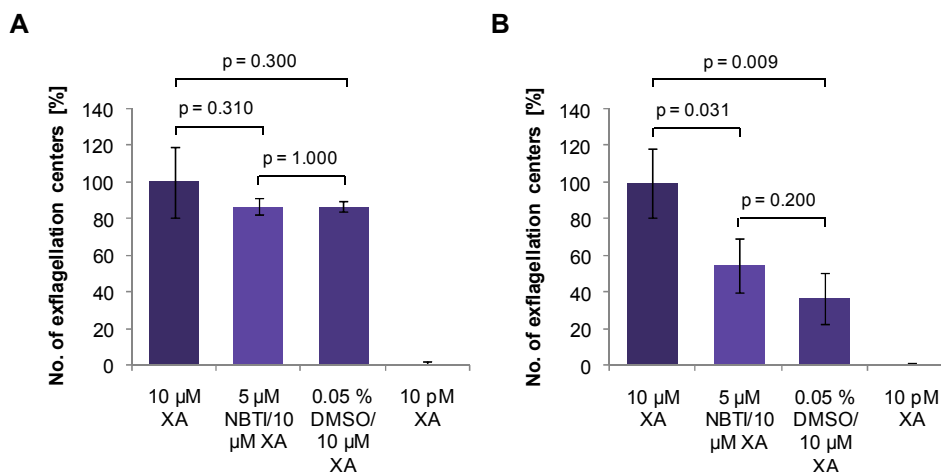 A
p = 0.300
p = 0.310
p = 1.000
No. of exflagellation centers [%]
140
120
100
80
60
40
20
0
10 µM
XA
5 µM
NBTI/10
µM XA
0.05 %
DMSO/
10 µM
XA
10 pM
XA
B
p = 0.009
p = 0.031
p = 0.200
No. of exflagellation centers [%]
140
120
100
80
60
40
20
0
10 µM
XA
5 µM
NBTI/10
µM XA
0.05 %
DMSO/
10 µM
XA
10 pM
XA